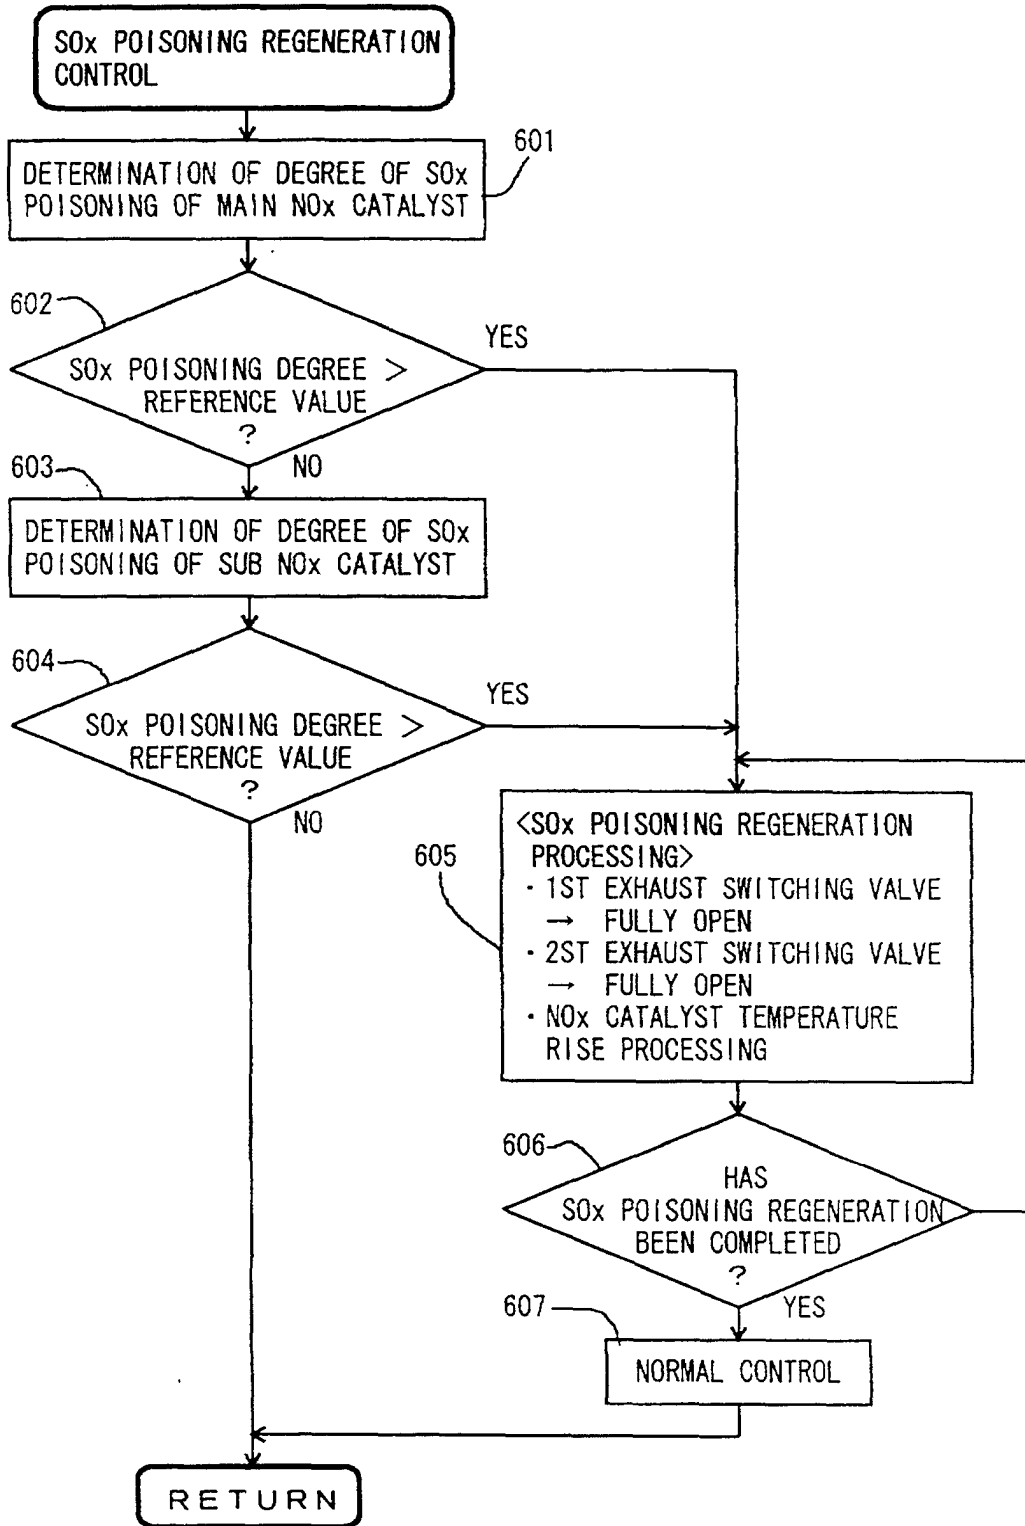 SOx POISONING REGENERATION
CONTROL
601
DETERMINATION OF DEGREE OF SOx
POISONING OF MAIN NOx CATALYST
602
YES
SOx POISONING DEGREE >
REFERENCE VALUE
?
NO
603
DETERMINATION OF DEGREE OF SOx
POISONING OF SUB NOx CATALYST
604
YES
SOx POISONING DEGREE >
REFERENCE VALUE
?
NO
605
<SOx POISONING REGENERATION
PROCESSING>
· 1ST EXHAUST SWITCHING VALVE
→ FULLY OPEN
· 2ST EXHAUST SWITCHING VALVE
→ FULLY OPEN
· NOx CATALYST TEMPERATURE
RISE PROCESSING
606
HAS
SOx POISONING REGENERATION
BEEN COMPLETED
?
YES
607
NORMAL CONTROL
RETURN